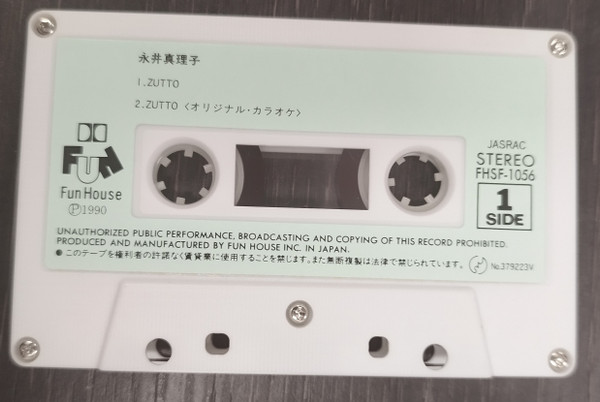 永井真理子
1.ZUTTO
2.ZUTTO 〈オリジナル・カラオケ〉
FUN
Fun House
Ⓟ1990
JASRAC
STEREO
FHSF-1056
1
SIDE
UNAUTHORIZED PUBLIC PERFORMANCE, BROADCASTING AND COPYING OF THIS RECORD PROHIBITED.
PRODUCED AND MANUFACTURED BY FUN HOUSE INC. IN JAPAN.
●このテープを権利者の許諾なく賃貸業に使用することを禁じます。また無断複製は法律で禁じられています。
No.379223V